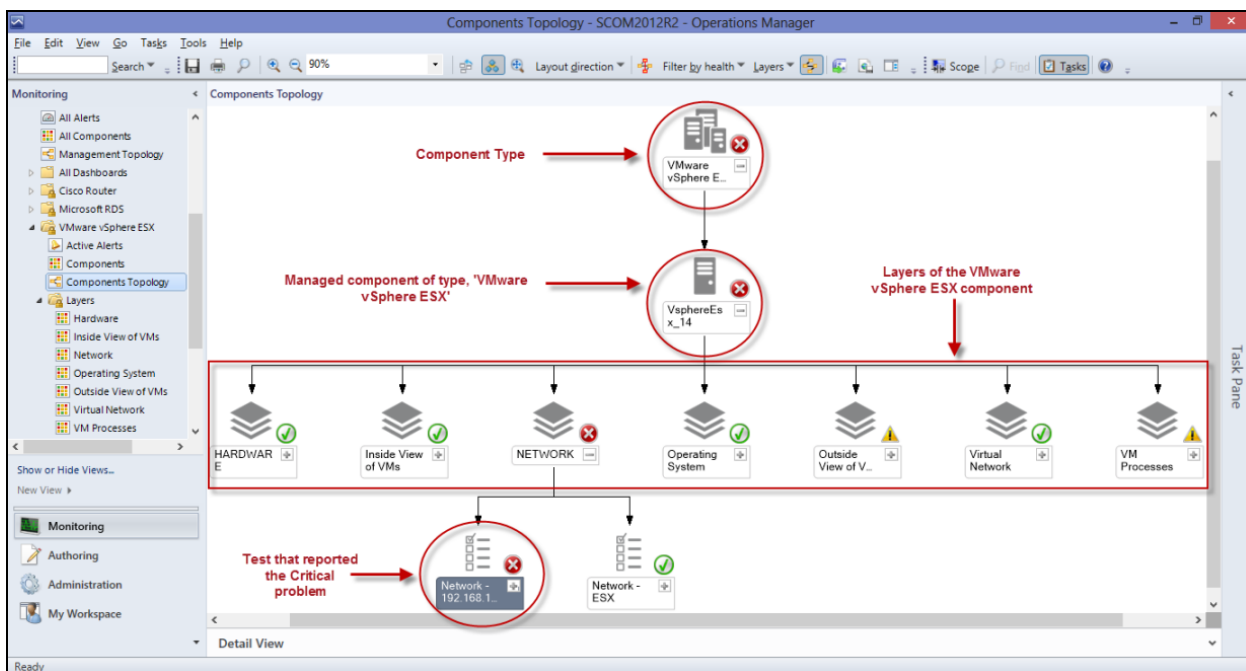 Components Topology - SCOM2012R2 - Operations Manager
File Edit View Go Tasks Tools Help
Search 90% Layout direction Filter by health Layers Scope Find Tasks
Monitoring
Components Topology
All Alerts
All Components
Management Topology
All Dashboards
Cisco Router
Microsoft RDS
VMware vSphere ESX
Active Alerts
Components
Components Topology
Layers
Hardware
Inside View of VMs
Network
Operating System
Outside View of VMs
Virtual Network
VM Processes
Show or Hide Views...
New View
Monitoring
Authoring
Administration
My Workspace
Component Type
VMware
vSphere E...
Managed component of type, 'VMware
vSphere ESX'
VsphereEs
x_14
Layers of the VMware
vSphere ESX component
HARDWAR
E
Inside View
of VMs
NETWORK
Operating
System
Outside
View of V...
Virtual
Network
VM
Processes
Test that reported
the Critical
problem
Network -
192.168.1...
Network -
ESX
Task Pane
Detail View
Ready